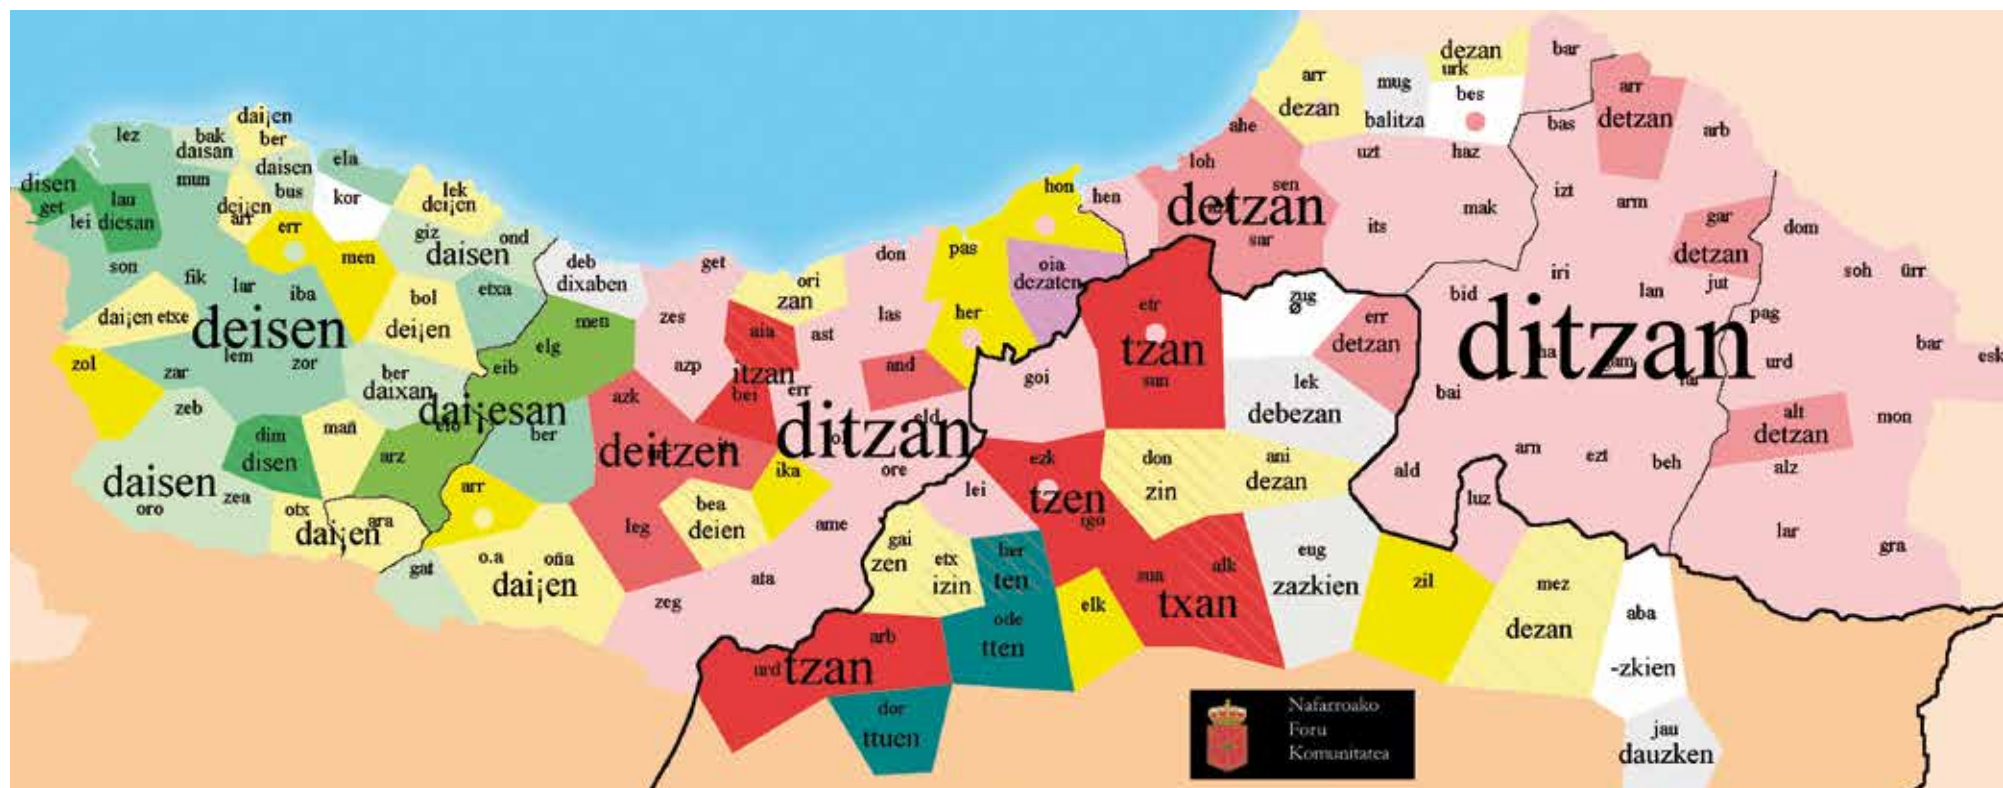 dai¡en
lez
bak
daisan
ber
daisen
ela
disen
get
lau
lei
diesan
mun
dei¡en
arr
bus
kor
lek
dei¡en
err
giz
daisen
ond
son
fik
lar
iba
men
etxa
dai¡en
etxe
deisen
bol
dei¡en
lem
zol
zar
zor
ber
daixan
zeb
dai¡esan
elo
dim
disen
mañ
arz
daisen
zea
oro
otx
ara
dai¡en
deb
dixaben
men
elg
eib
ber
arr
gat
o.a
oña
dai¡en
get
zes
azp
azk
deitzen
leg
bea
deien
ika
ori
zan
aia
itzan
bei
ast
err
don
las
and
ditzan
eld
ore
ame
ata
zeg
pas
her
hon
oia
dezaten
hen
loh
ahe
detzan
sen
sar
arr
dezan
mug
balitza
dezan
urk
bes
bar
uzt
haz
its
mak
bas
arr
detzan
arb
izt
arm
gar
detzan
jut
iri
lan
bid
ditzan
bai
ald
arn
ezt
beh
luz
dom
soh
ürr
pag
urd
bar
esk
alt
detzan
mon
alz
lar
gra
goi
etr
tzan
sun
zug
ø
err
detzan
lek
debezan
ezk
tzen
igo
lei
don
zin
ani
dezan
gai
zen
etx
izin
her
ten
ode
tten
elk
sua
alk
txan
eug
zazkien
zil
mez
dezan
aba
-zkien
jau
dauzken
arb
urd
tzan
dor
ttuen
Nafarroako
Foru
Komunitatea